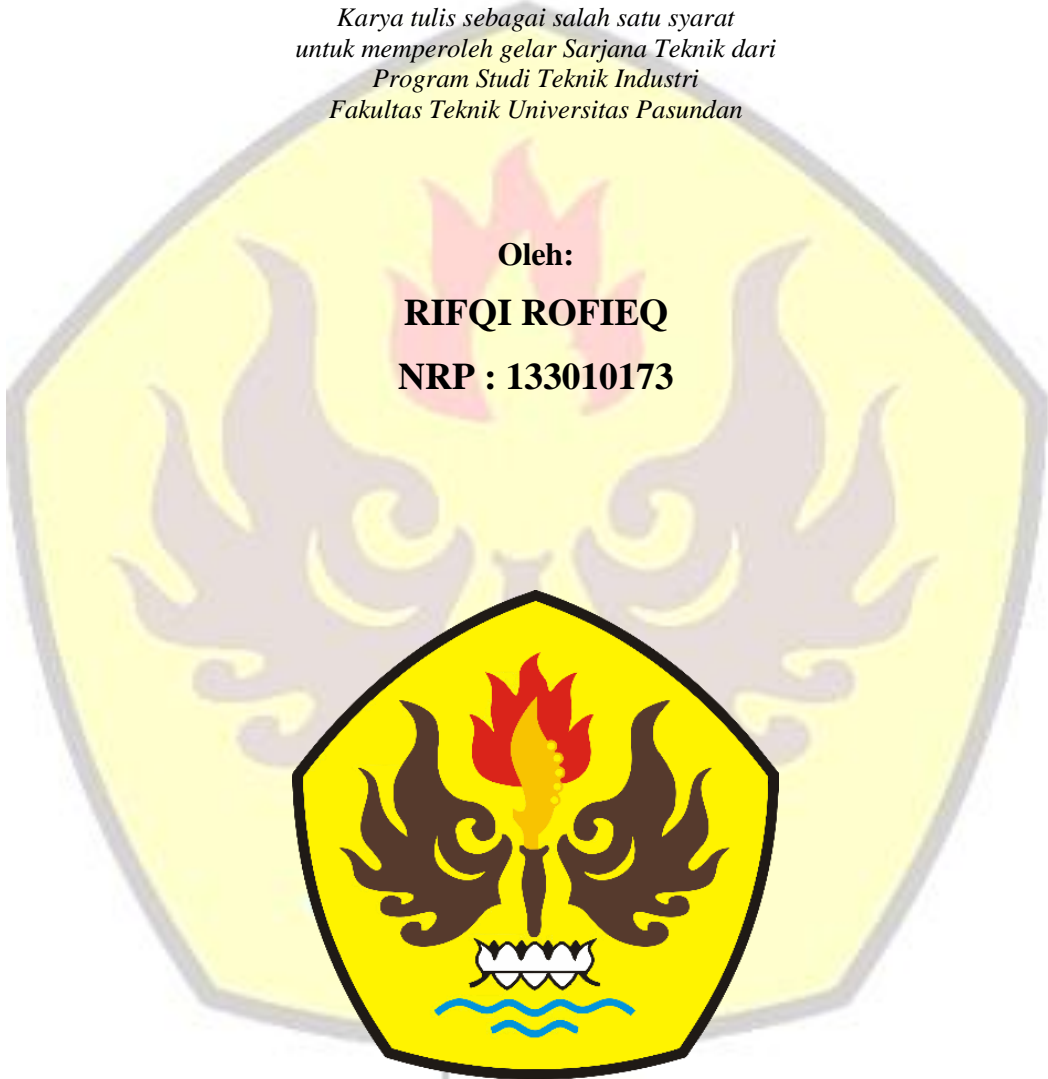 Karya tulis sebagai salah satu syarat
untuk memperoleh gelar Sarjana Teknik dari
Program Studi Teknik Industri
Fakultas Teknik Universitas Pasundan
Oleh:
RIFQI ROFIEQ
NRP : 133010173